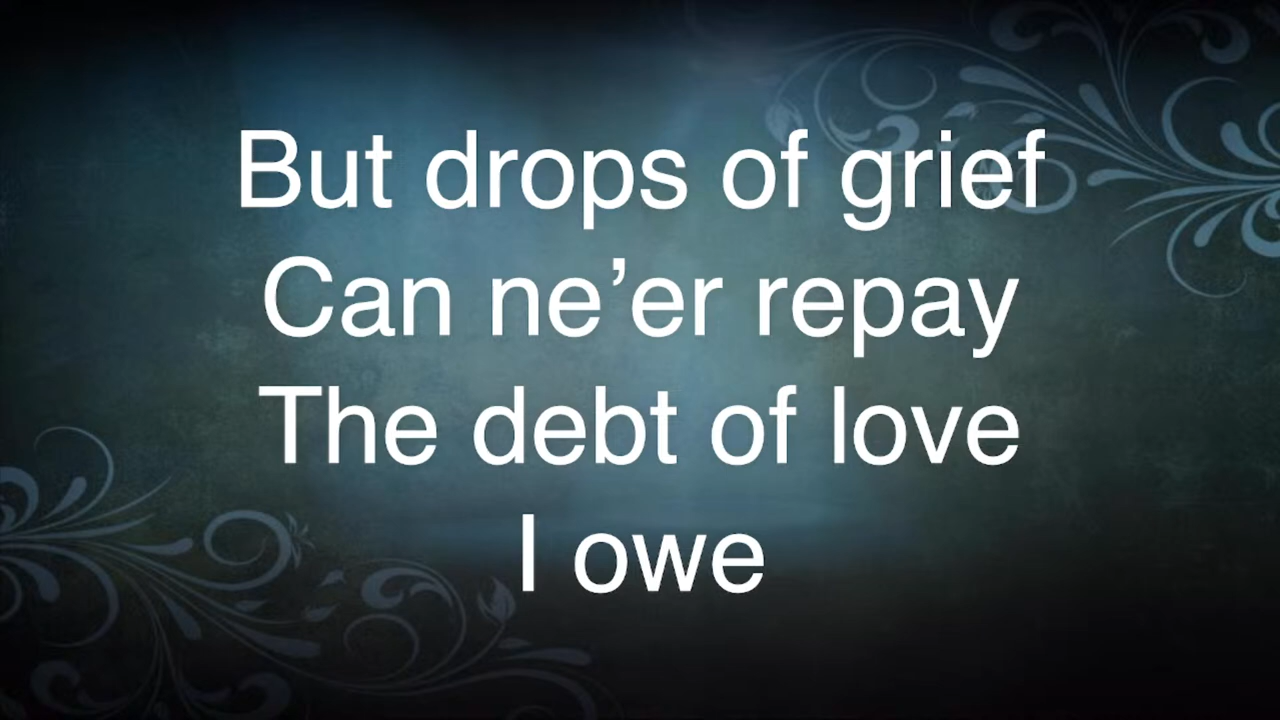 But drops of grief
Can ne’er repay
The debt of love
I owe